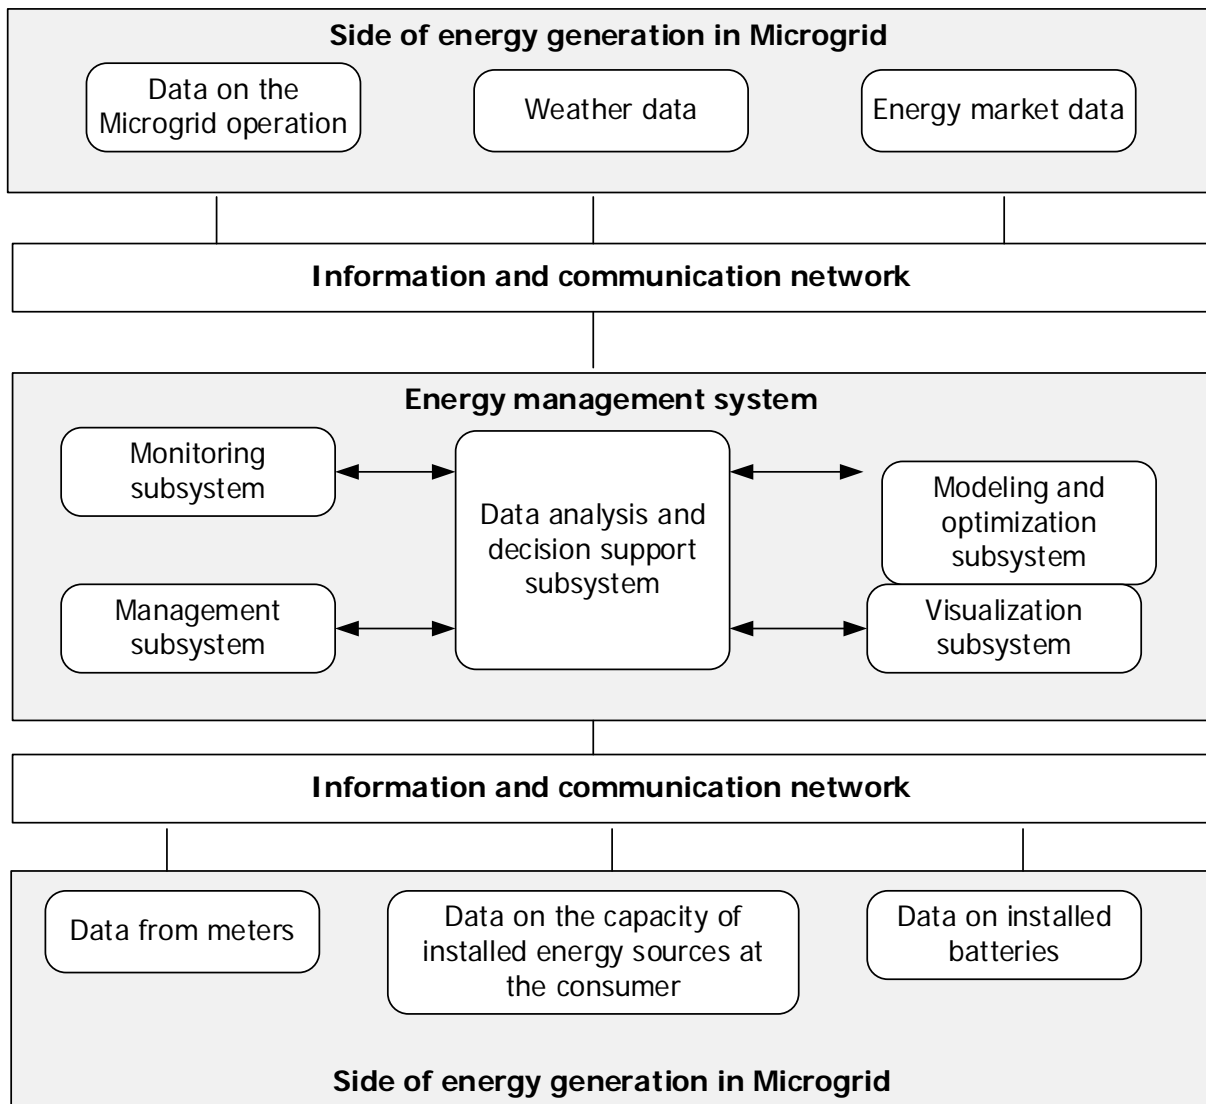 Side of energy generation in Microgrid
Data on the
Microgrid operation
Weather data
Energy market data
Information and communication network
Energy management system
Monitoring
subsystem
Data analysis and
decision support
subsystem
Modeling and
optimization
subsystem
Management
subsystem
Visualization
subsystem
Information and communication network
Data from meters
Data on the capacity of
installed energy sources at
the consumer
Data on installed
batteries
Side of energy generation in Microgrid